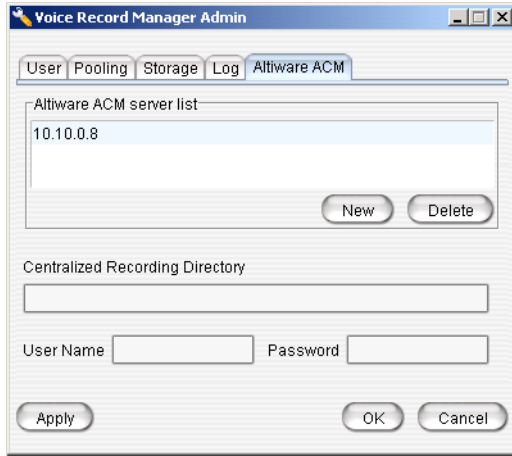 Voice Record Manager Admin
User Pooling Storage Log Altiware ACM
Altiware ACM server list
10.10.0.8
New Delete
Centralized Recording Directory
User Name Password
Apply OK Cancel